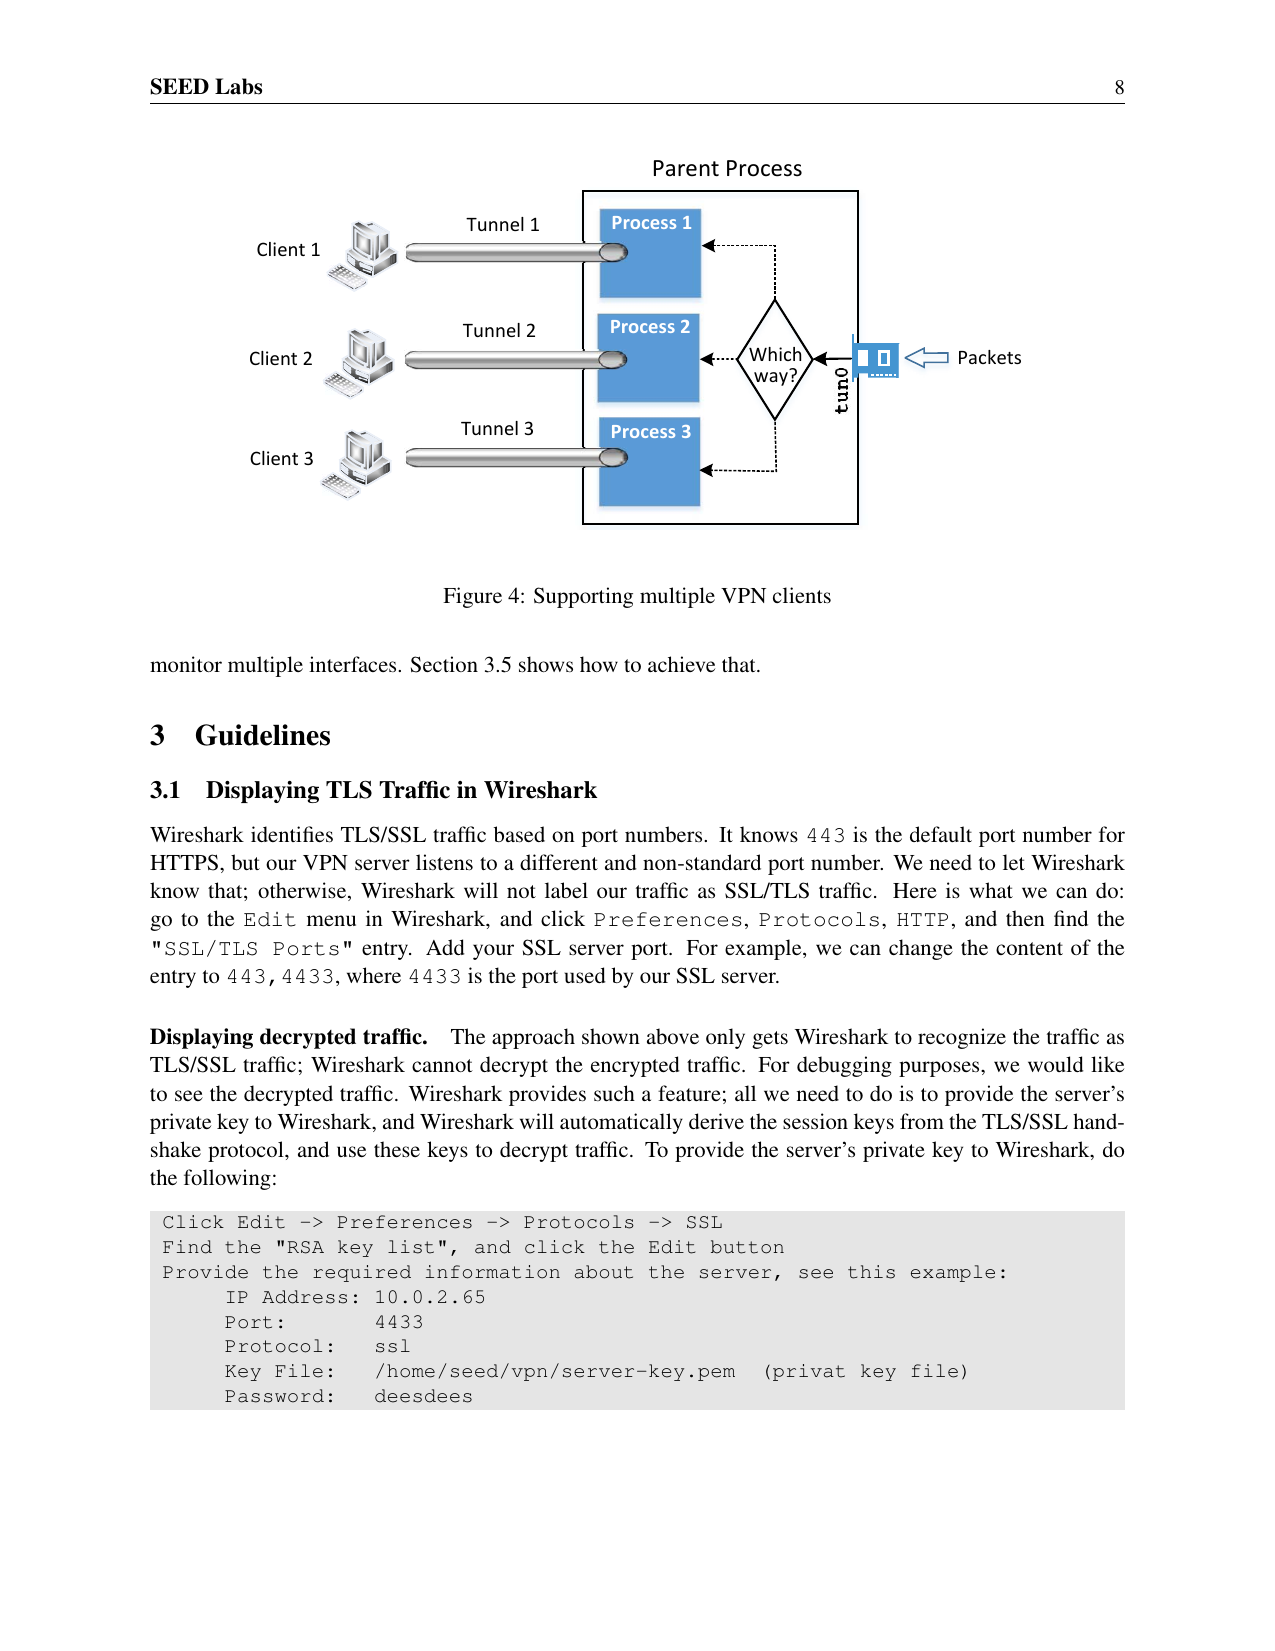 SEED Labs 8
Parent Process
Tunnel 1
Process 1
Client 1
Tunnel 2
Process 2
Client 2
Which
way?
tun0
Packets
Tunnel 3
Process 3
Client 3
Figure 4: Supporting multiple VPN clients
monitor multiple interfaces. Section 3.5 shows how to achieve that.
3 Guidelines
3.1 Displaying TLS Traffic in Wireshark
Wireshark identifies TLS/SSL traffic based on port numbers. It knows 443 is the default port number for
HTTPS, but our VPN server listens to a different and non-standard port number. We need to let Wireshark
know that; otherwise, Wireshark will not label our traffic as SSL/TLS traffic. Here is what we can do:
go to the Edit menu in Wireshark, and click Preferences, Protocols, HTTP, and then find the
"SSL/TLS Ports" entry. Add your SSL server port. For example, we can change the content of the
entry to 443,4433, where 4433 is the port used by our SSL server.
Displaying decrypted traffic. The approach shown above only gets Wireshark to recognize the traffic as
TLS/SSL traffic; Wireshark cannot decrypt the encrypted traffic. For debugging purposes, we would like
to see the decrypted traffic. Wireshark provides such a feature; all we need to do is to provide the server's
private key to Wireshark, and Wireshark will automatically derive the session keys from the TLS/SSL hand-
shake protocol, and use these keys to decrypt traffic. To provide the server's private key to Wireshark, do
the following:
Click Edit -> Preferences -> Protocols -> SSL
Find the "RSA key list", and click the Edit button
Provide the required information about the server, see this example:
IP Address: 10.0.2.65
Port: 4433
Protocol: ssl
Key File: /home/seed/vpn/server-key.pem (privat key file)
Password: deesdees